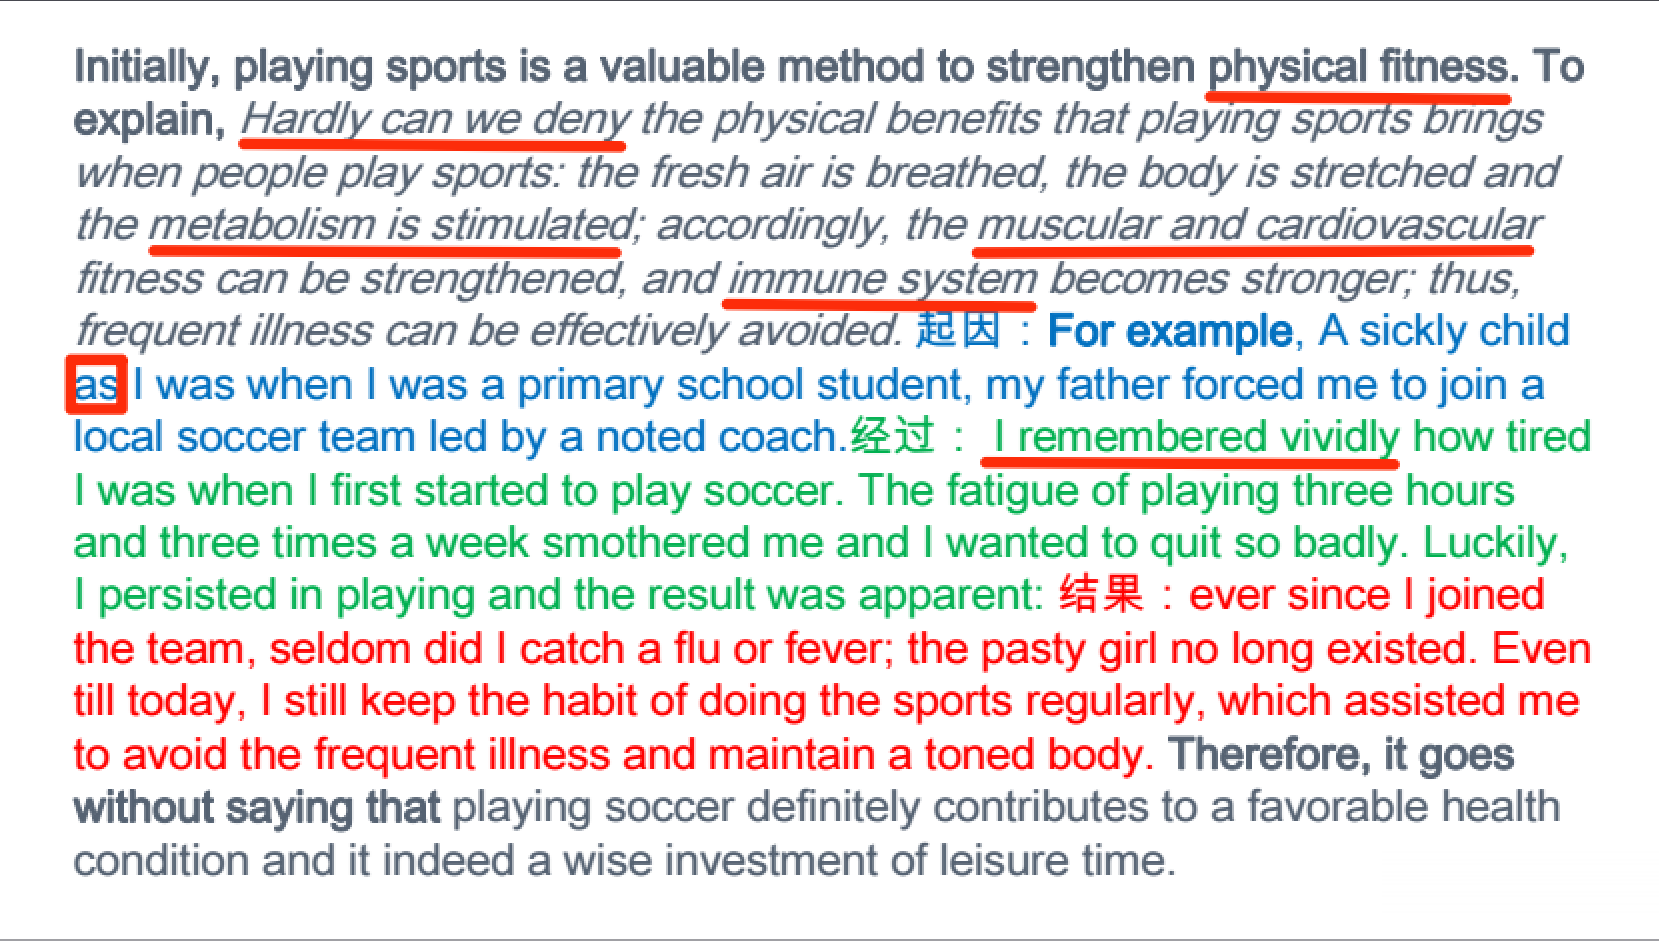 Initially, playing sports is a valuable method to strengthen physical fitness. To
explain, Hardly can we deny the physical benefits that playing sports brings
when people play sports: the fresh air is breathed, the body is stretched and
the metabolism is stimulated; accordingly, the muscular and cardiovascular
fitness can be strengthened, and immune system becomes stronger; thus,
frequent illness can be effectively avoided. 起因：For example, A sickly child
as I was when I was a primary school student, my father forced me to join a
local soccer team led by a noted coach.经过： I remembered vividly how tired
I was when I first started to play soccer. The fatigue of playing three hours
and three times a week smothered me and I wanted to quit so badly. Luckily,
I persisted in playing and the result was apparent: 结果：ever since I joined
the team, seldom did I catch a flu or fever; the pasty girl no long existed. Even
till today, I still keep the habit of doing the sports regularly, which assisted me
to avoid the frequent illness and maintain a toned body. Therefore, it goes
without saying that playing soccer definitely contributes to a favorable health
condition and it indeed a wise investment of leisure time.